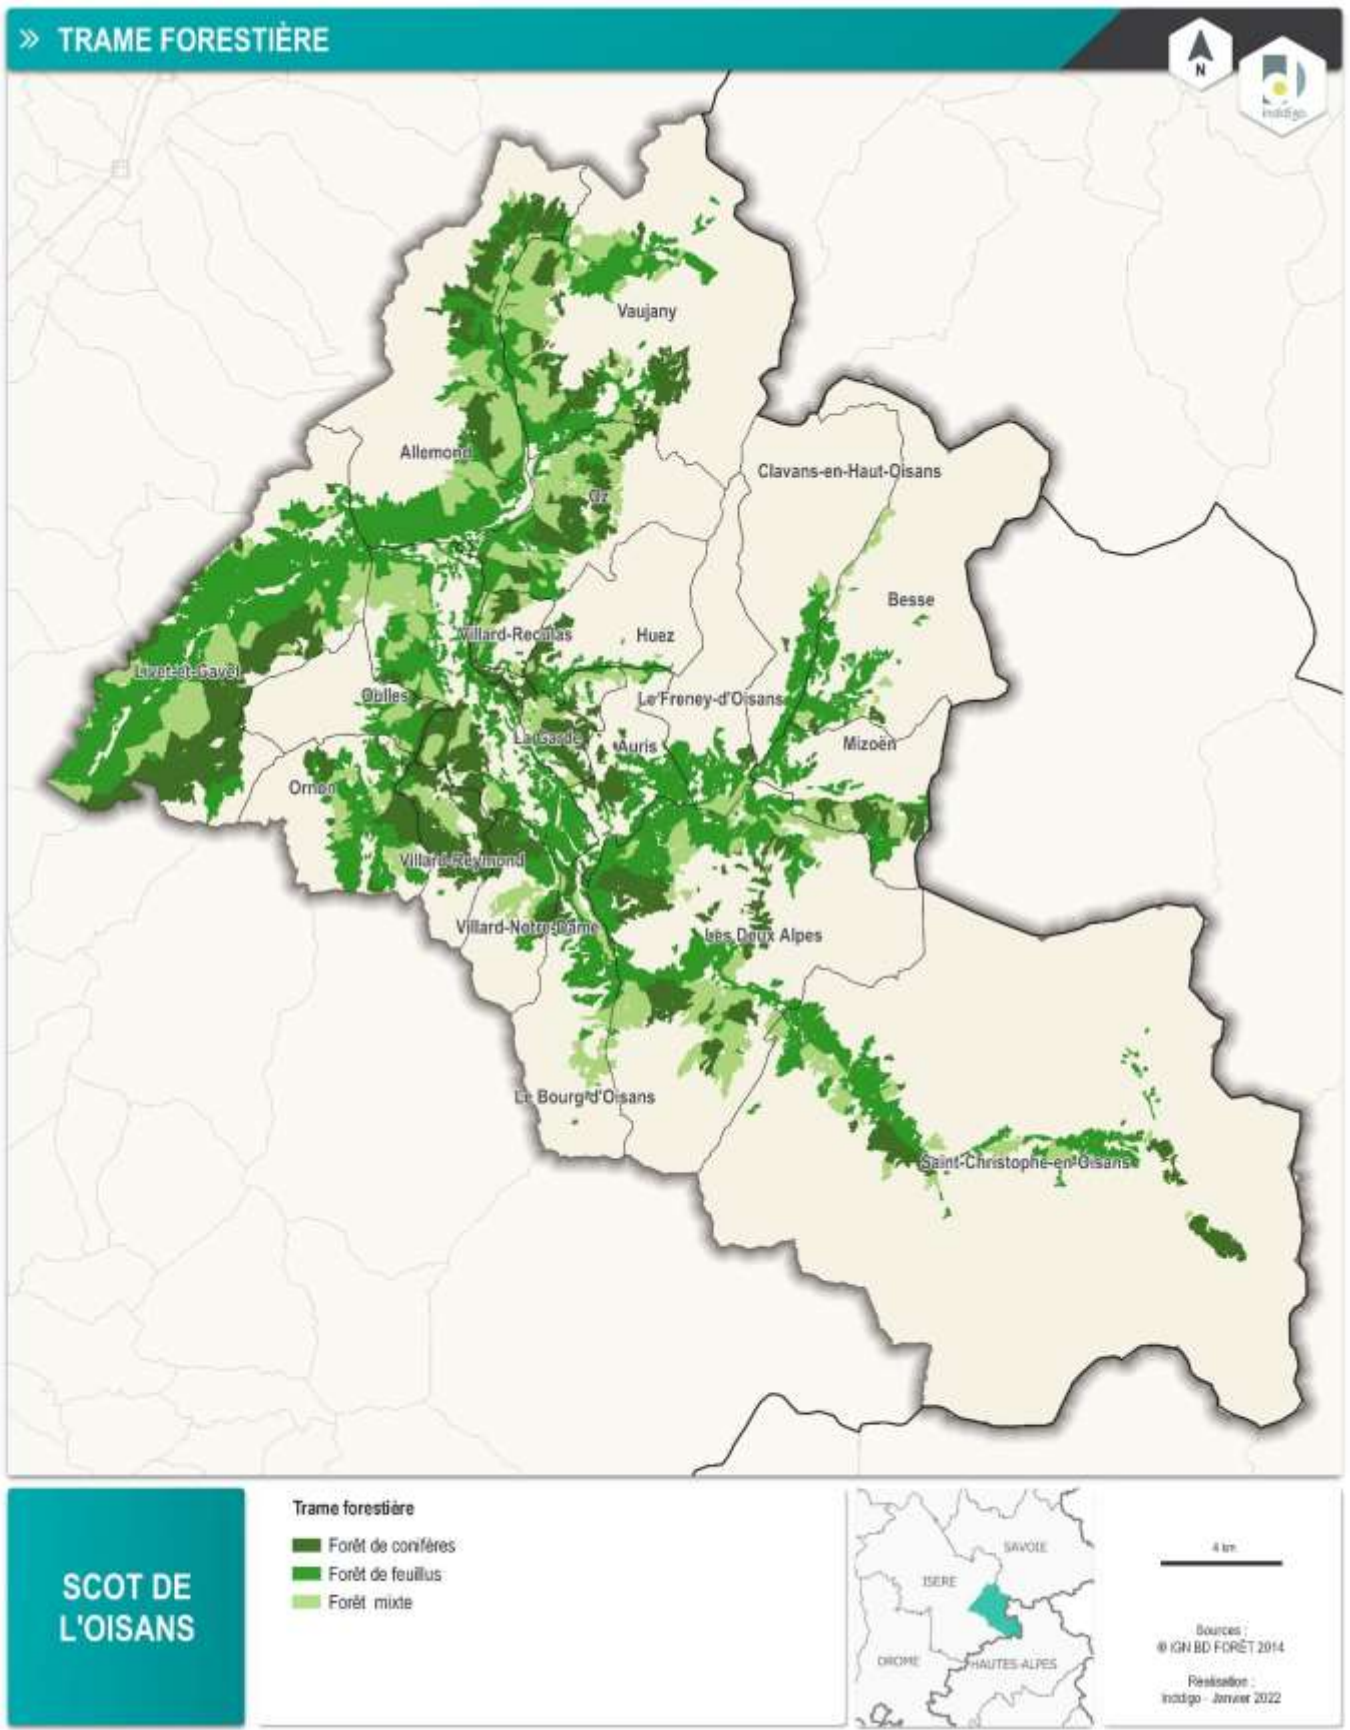 » TRAME FORESTIÈRE
N
inddigo
Vaujany
Allemond
Clavans-en-Haut-Oisans
Oz
Besse
Villard-Reculas
Huez
Livet-et-Gavet
Oulles
Le Freney-d'Oisans
La Garde
Auris
Mizoën
Ornon
Villard-Reymond
Villard-Notre-Dame
Les Deux Alpes
Le Bourg-d'Oisans
Saint-Christophe-en-Oisans
SCOT DE
L'OISANS
Trame forestière
Forêt de conifères
Forêt de feuillus
Forêt mixte
SAVOIE
ISERE
DROME
HAUTES-ALPES
4 km
Sources :
© IGN BD FORÊT 2014
Réalisation :
Inddigo - Janvier 2022